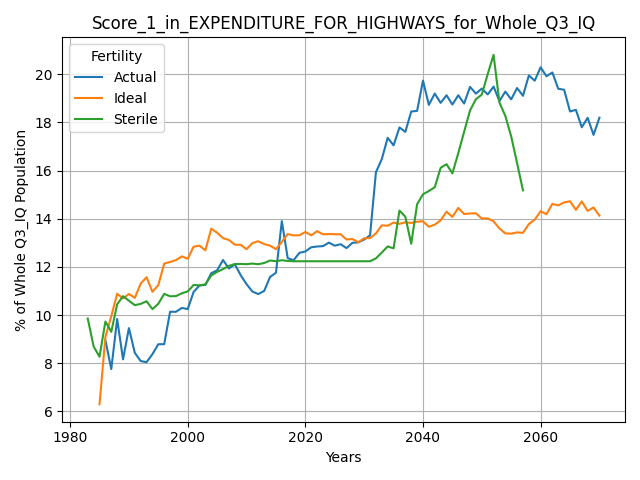 Score_1_in_EXPENDITURE_FOR_HIGHWAYS_for_Whole_Q3_IQ
Fertility
Actual
Ideal
Sterile
% of Whole Q3_IQ Population
20
18
16
14
12
10
8
6
1980
2000
2020
2040
2060
Years